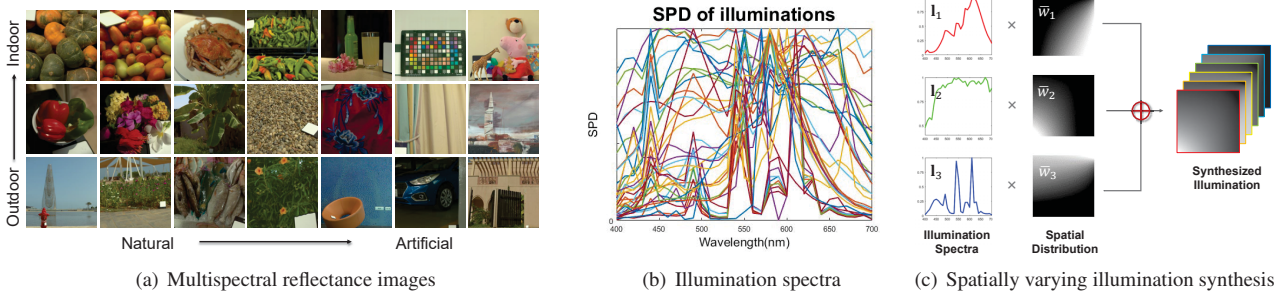 Indoor
Outdoor
Natural
Artificial
(a) Multispectral reflectance images
SPD of illuminations
SPD
0
400 450 500 550 600 650 700
Wavelength(nm)
(b) Illumination spectra
l1 × w̅1
l2 × w̅2
l3 × w̅3
Illumination
Spectra
Spatial
Distribution
Synthesized
Illumination
(c) Spatially varying illumination synthesis